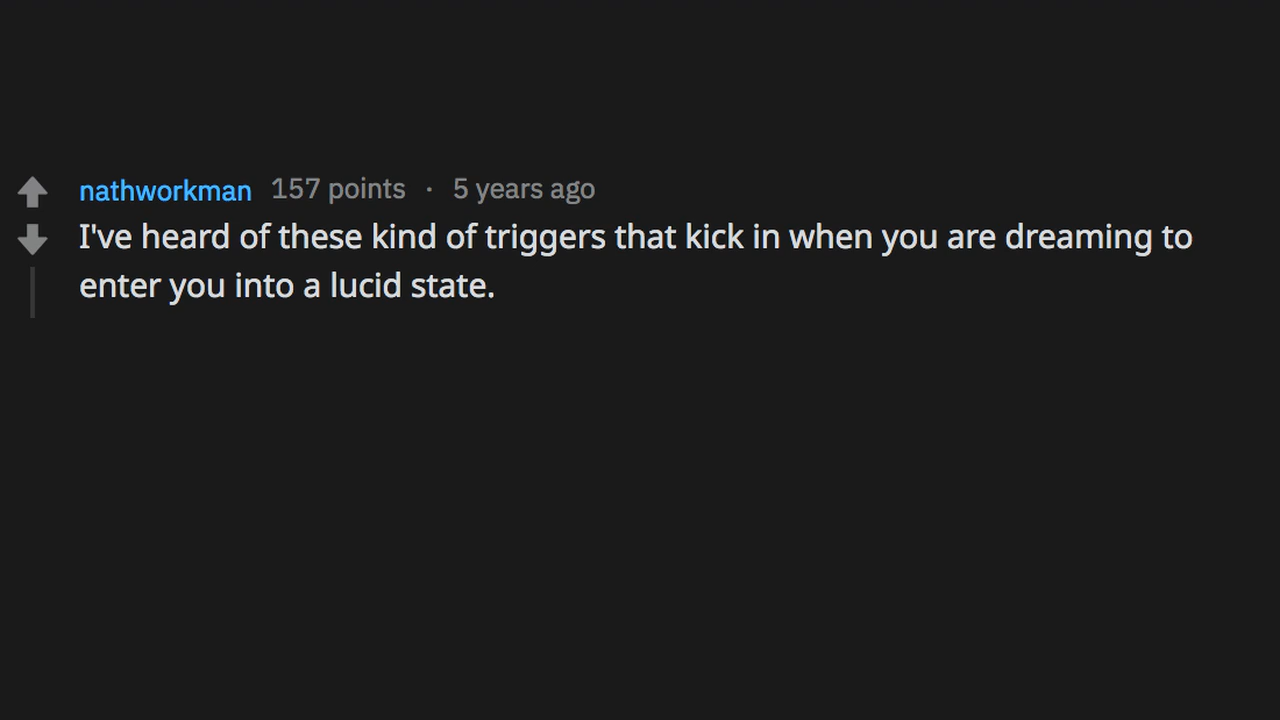 nathworkman 157 points · 5 years ago
I've heard of these kind of triggers that kick in when you are dreaming to
enter you into a lucid state.